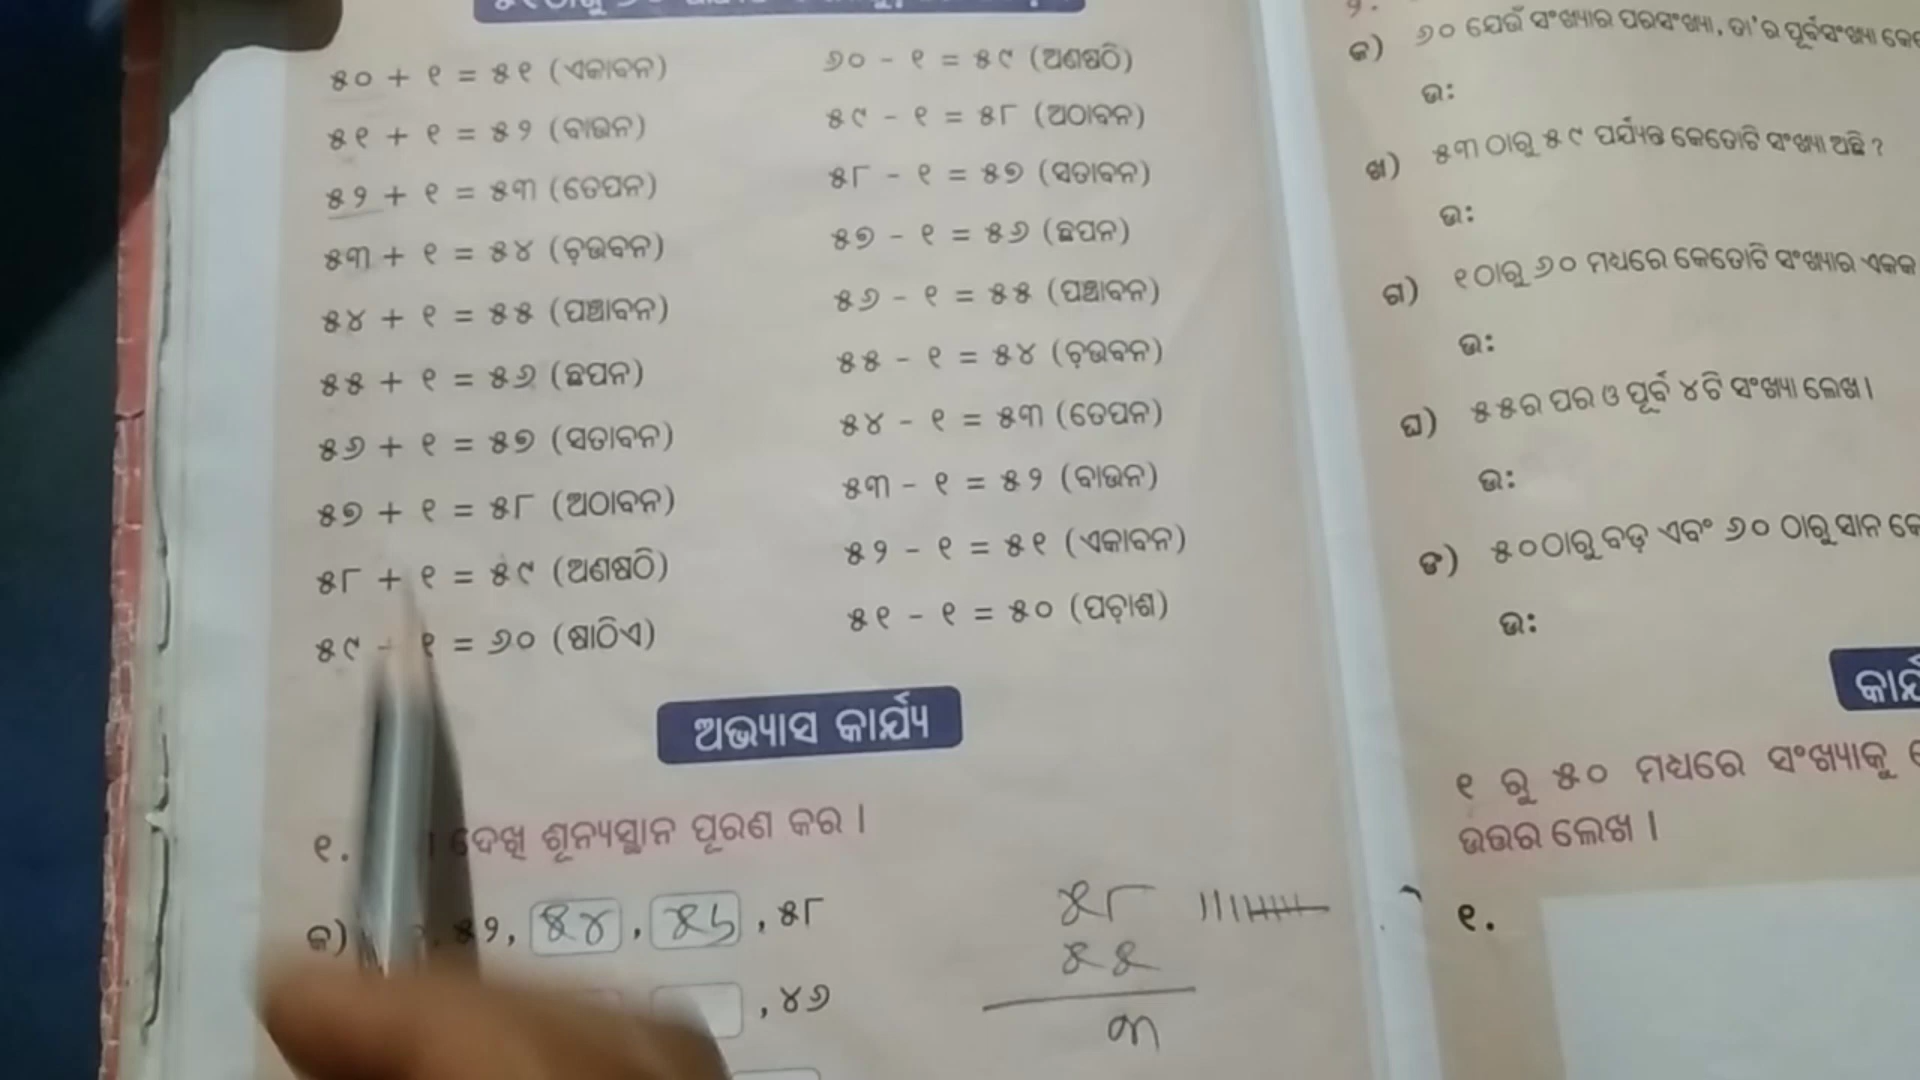 ୫୦ + ୧ = ୫୧ (ଏକାବନ)
୫୧ + ୧ = ୫୨ (ବାଉନ)
୫୨ + ୧ = ୫୩ (ତେପନ)
୫୩ + ୧ = ୫୪ (ଚ଼ଉବନ)
୫୪ + ୧ = ୫୫ (ପଞ୍ଚାବନ)
୫୫ + ୧ = ୫୬ (ଛପନ)
୫୬ + ୧ = ୫୭ (ସତାବନ)
୫୭ + ୧ = ୫୮ (ଅଠାବନ)
୫୮ + ୧ = ୫୯ (ଅଣଷଠି)
୫୯ + ୧ = ୬୦ (ଷାଠିଏ)
୬୦ - ୧ = ୫୯ (ଅଣଷଠି)
୫୯ - ୧ = ୫୮ (ଅଠାବନ)
୫୮ - ୧ = ୫୭ (ସତାବନ)
୫୭ - ୧ = ୫୬ (ଛପନ)
୫୬ - ୧ = ୫୫ (ପଞ୍ଚାବନ)
୫୫ - ୧ = ୫୪ (ଚ଼ଉବନ)
୫୪ - ୧ = ୫୩ (ତେପନ)
୫୩ - ୧ = ୫୨ (ବାଉନ)
୫୨ - ୧ = ୫୧ (ଏକାବନ)
୫୧ - ୧ = ୫୦ (ପଚ଼ାଶ)
ଅଭ୍ୟାସ କାର୍ଯ୍ୟ
୧. ଦେଖି ଶୂନ୍ୟସ୍ଥାନ ପୂରଣ କର ।
କ) ୫୨, ୫୪, ୫୬, ୫୮
, ୪୬
୫୮
୫୫
୩
କ) ୬୦ ଯେଉଁ ସଂଖ୍ୟାର ପରସଂଖ୍ୟା, ତା'ର ପୂର୍ବସଂଖ୍ୟା
ଉ:
ଖ) ୫୩ ଠାରୁ ୫୯ ପର୍ଯ୍ୟନ୍ତ କେତୋଟି ସଂଖ୍ୟା ଅଛି ?
ଉ:
ଗ) ୧ ଠାରୁ ୬୦ ମଧ୍ୟରେ କେତୋଟି ସଂଖ୍ୟାର ଏକକ
ଉ:
ଘ) ୫୫ର ପର ଓ ପୂର୍ବ ୪ଟି ସଂଖ୍ୟା ଲେଖ ।
ଉ:
ଙ) ୫୦ଠାରୁ ବଡ଼ ଏବଂ ୬୦ ଠାରୁ ସାନ
ଉ:
୧ ରୁ ୫୦ ମଧ୍ୟରେ ସଂଖ୍ୟାକୁ
ଉତ୍ତର ଲେଖ ।
୧.